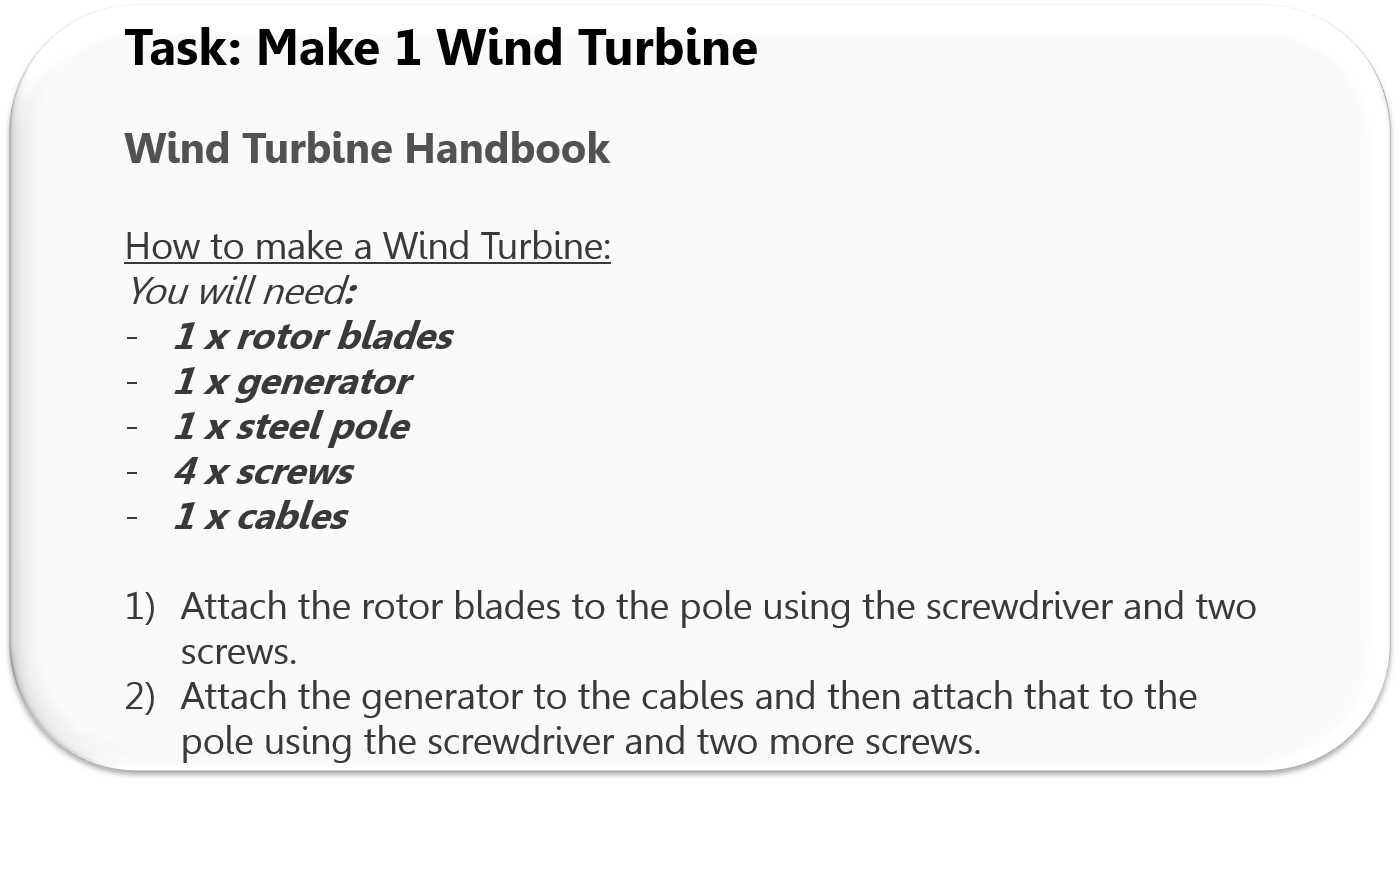 Task: Make 1 Wind Turbine
Wind Turbine Handbook
How to make a Wind Turbine:
You will need:
- 1 x rotor blades
- 1 x generator
- 1 x steel pole
- 4 x screws
- 1 x cables
1) Attach the rotor blades to the pole using the screwdriver and two
screws.
2) Attach the generator to the cables and then attach that to the
pole using the screwdriver and two more screws.